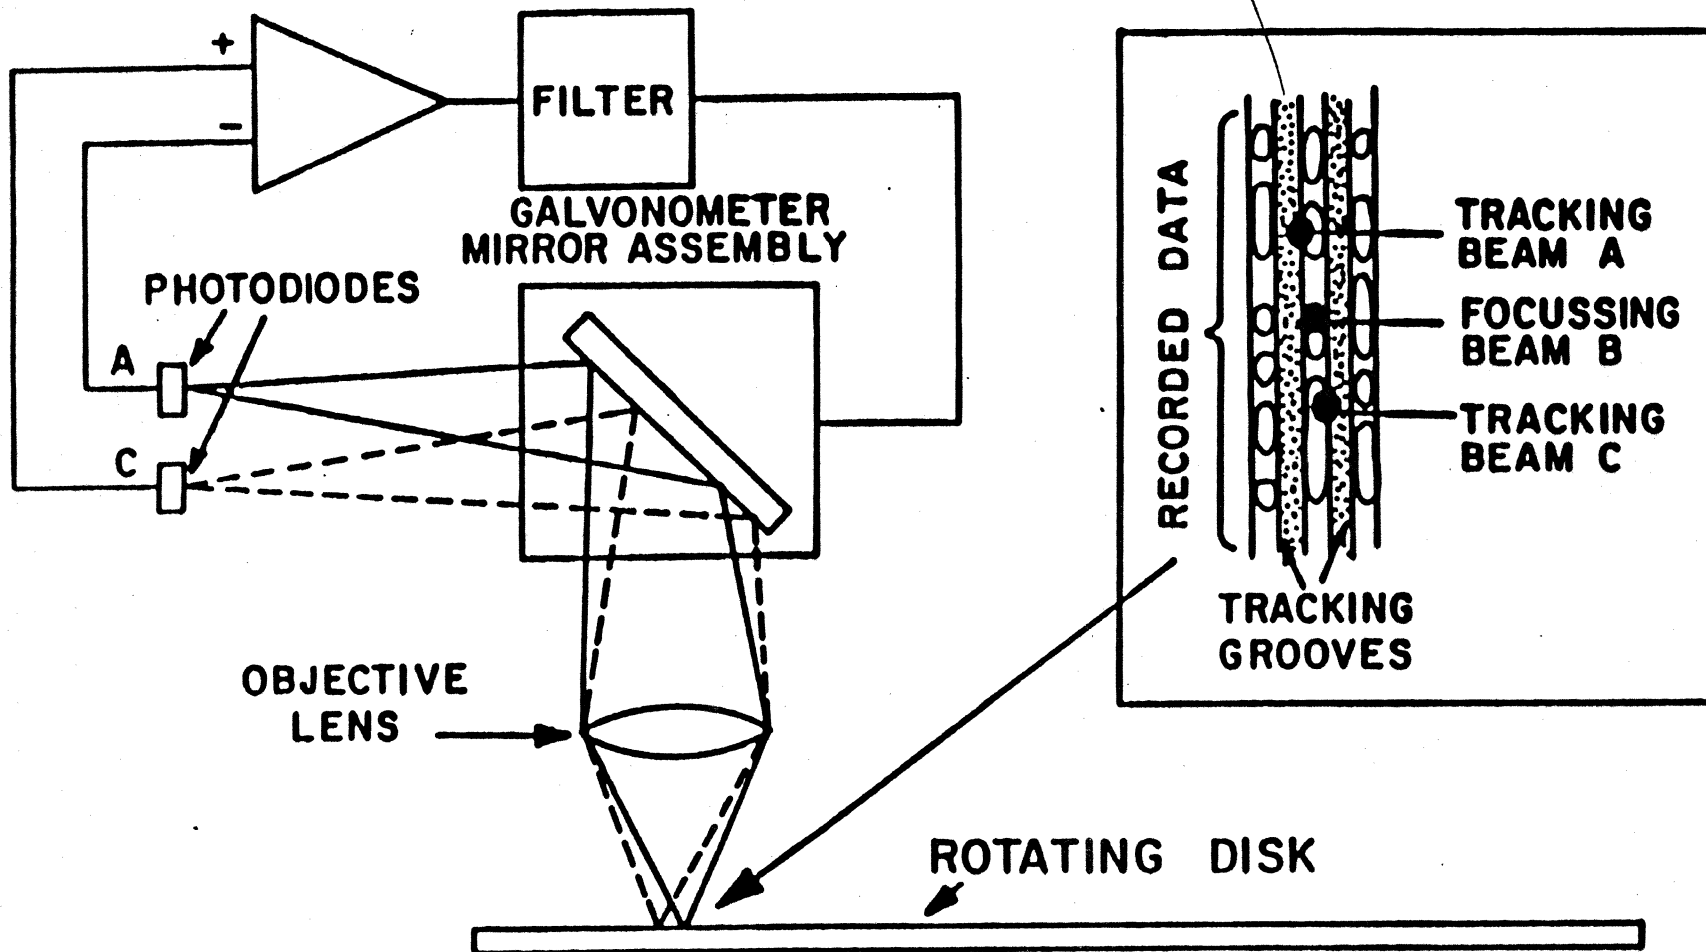 +
−
FILTER
GALVONOMETER
MIRROR ASSEMBLY
PHOTODIODES
A
C
OBJECTIVE
LENS
ROTATING DISK
RECORDED DATA
TRACKING
BEAM A
FOCUSSING
BEAM B
TRACKING
BEAM C
TRACKING
GROOVES